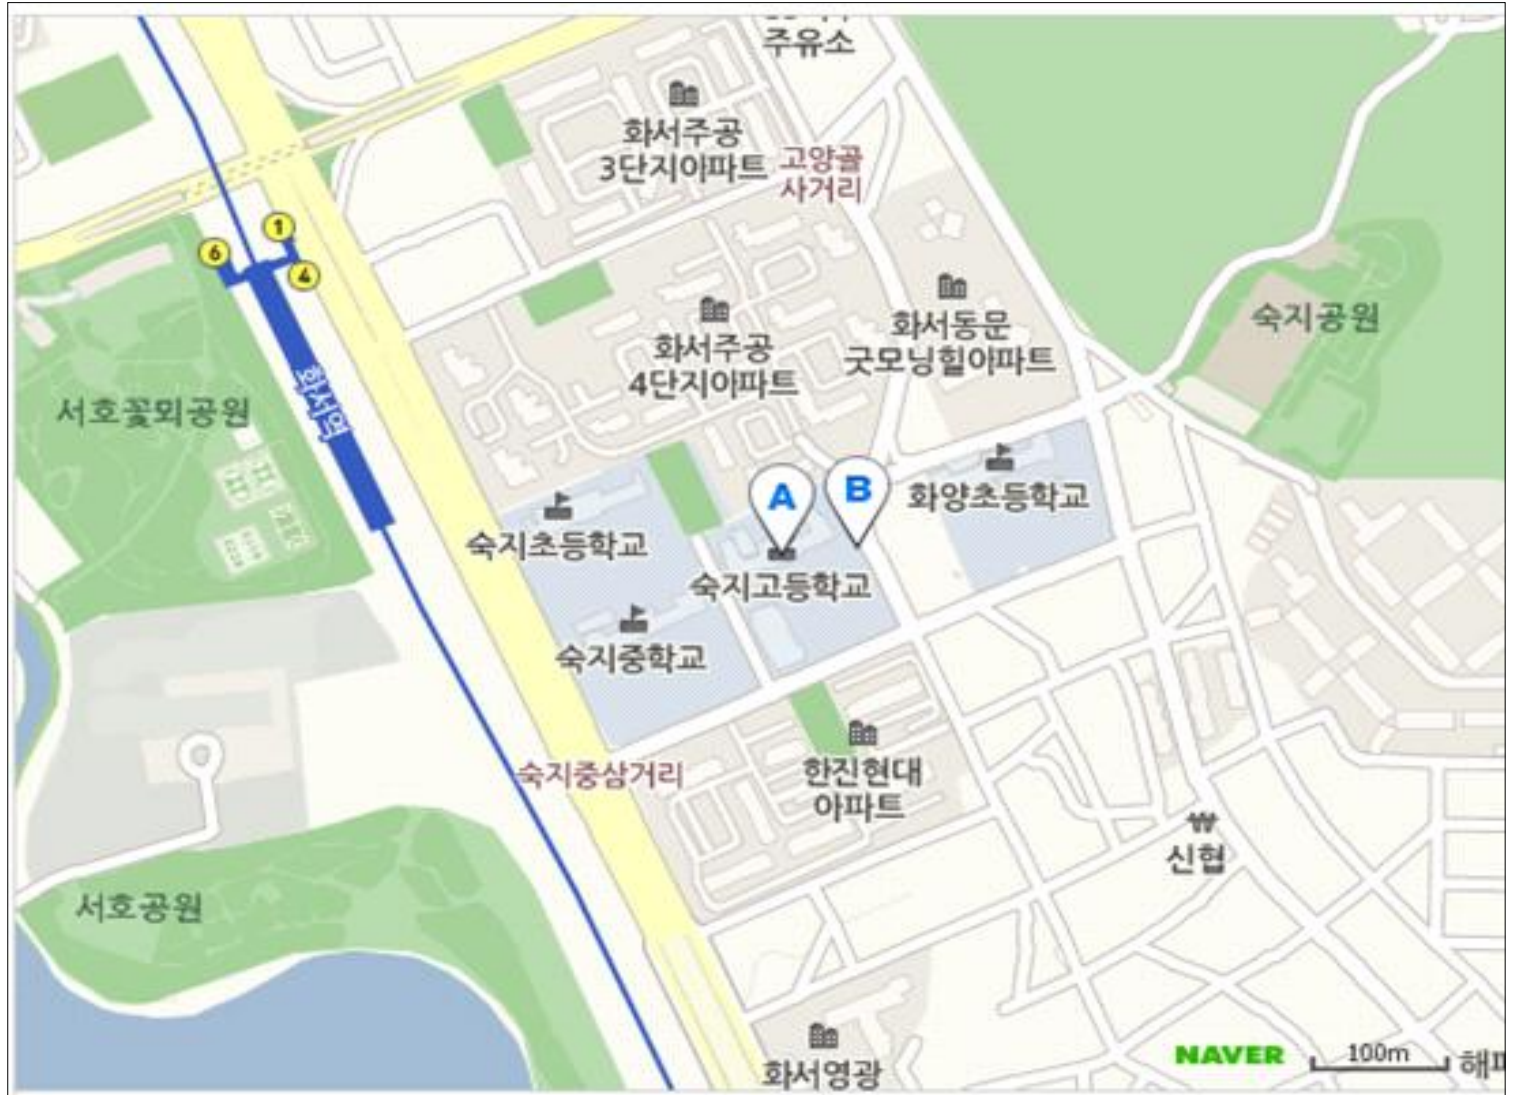 주유소
화서주공
3단지아파트
고양골
사거리
1
6
4
화서역
서호꽃뫼공원
화서주공
4단지아파트
화서동문
굿모닝힐아파트
숙지공원
A
B
화양초등학교
숙지초등학교
숙지고등학교
숙지중학교
숙지중삼거리
한진현대
아파트
신협
서호공원
화서영광
NAVER
100m